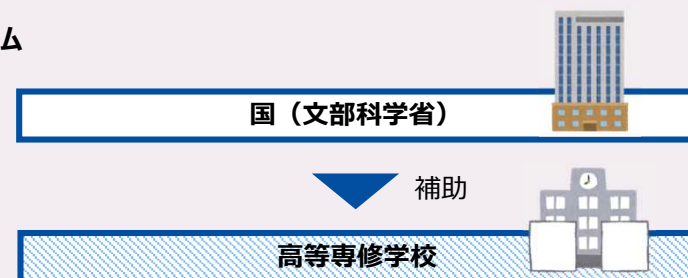 ム
国（文部科学省）
補助
高等専修学校